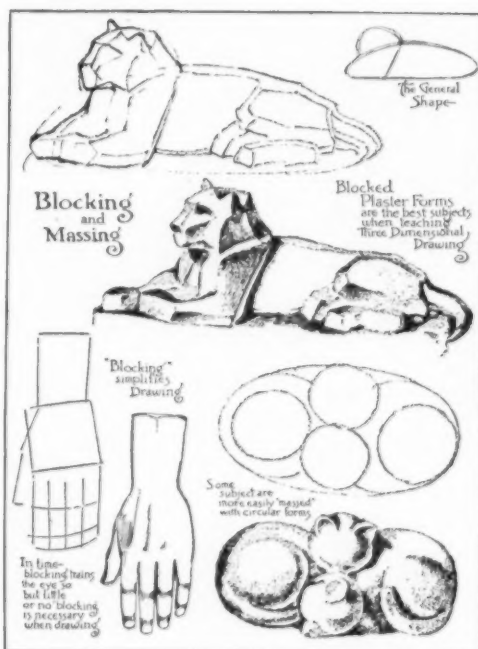 The General
Shape—
Blocking
and
Massing
Blocked
Plaster Forms
are the best subjects
when teaching
Three Dimensional
Drawing
"Blocking"
simplifies
Drawing
Some
subject are
more easily "massed"
with circular forms
In time—
blocking trains
the eye so
but little
or no blocking
is necessary
when drawing